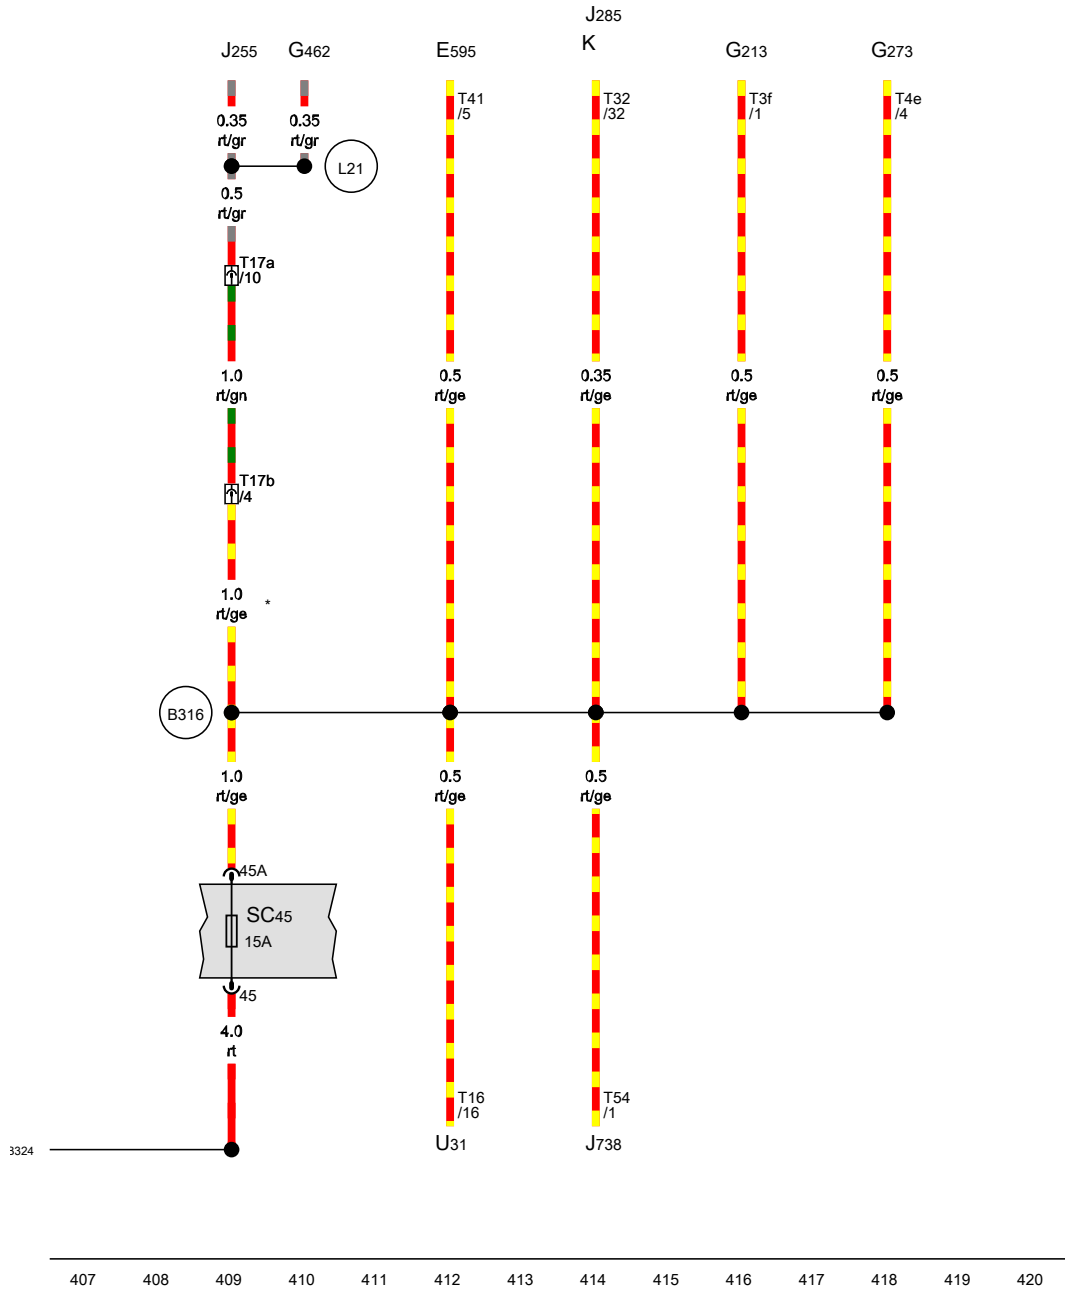 J285
K
J255 G462 E595 G213 G273
T41 /5
T32 /32
T3f /1
T4e /4
0.35 rt/gr
0.35 rt/gr
L21
0.5 rt/gr
T17a /10
1.0 rt/gn
0.5 rt/ge
0.35 rt/ge
0.5 rt/ge
0.5 rt/ge
T17b /4
1.0 rt/ge *
B316
1.0 rt/ge
0.5 rt/ge
0.5 rt/ge
45A
SC45
15A
45
4.0 rt
T16 /16
T54 /1
U31 J738
407 408 409 410 411 412 413 414 415 416 417 418 419 420